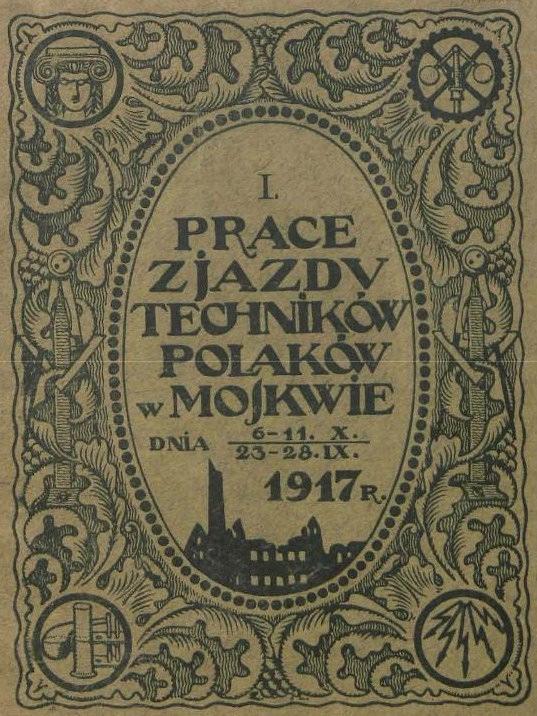 I.
PRACE
ZJAZDU
TECHNIKÓW
POLAKÓW
w MOSKWIE
DNIA 6-11. X.
23-28. IX.
1917 R.